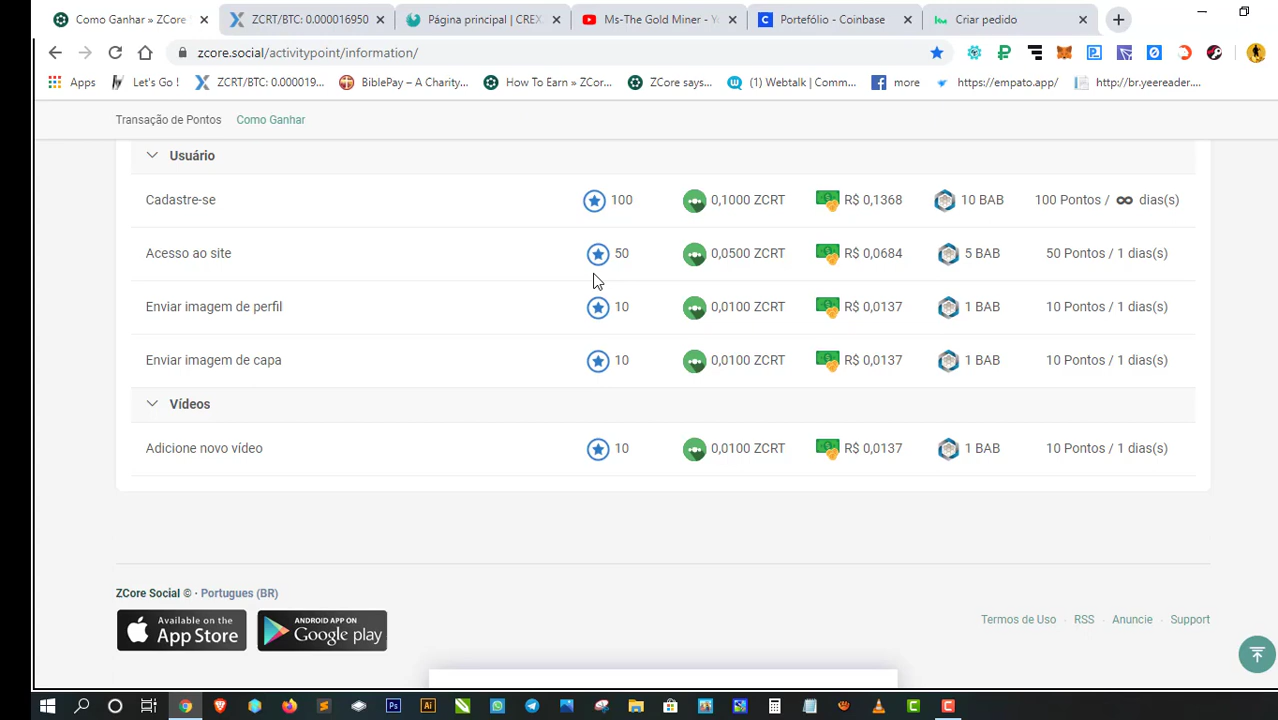 Como Ganhar » ZCore
ZCRT/BTC: 0.000016950
Página principal | CREX
Ms-The Gold Miner - Yo
Portefólio - Coinbase
Criar pedido
zcore.social/activitypoint/information/
Apps
Let's Go !
ZCRT/BTC: 0.000019...
BiblePay – A Charity...
How To Earn » ZCor...
ZCore says...
(1) Webtalk | Comm...
more
https://empato.app/
http://br.yeereader....
Transação de Pontos
Como Ganhar
Usuário
Cadastre-se 100 0,1000 ZCRT R$ 0,1368 10 BAB 100 Pontos / ∞ dias(s)
Acesso ao site 50 0,0500 ZCRT R$ 0,0684 5 BAB 50 Pontos / 1 dias(s)
Enviar imagem de perfil 10 0,0100 ZCRT R$ 0,0137 1 BAB 10 Pontos / 1 dias(s)
Enviar imagem de capa 10 0,0100 ZCRT R$ 0,0137 1 BAB 10 Pontos / 1 dias(s)
Vídeos
Adicione novo vídeo 10 0,0100 ZCRT R$ 0,0137 1 BAB 10 Pontos / 1 dias(s)
ZCore Social © · Portugues (BR)
Available on the
App Store
ANDROID APP ON
Google play
Termos de Uso · RSS · Anuncie · Support